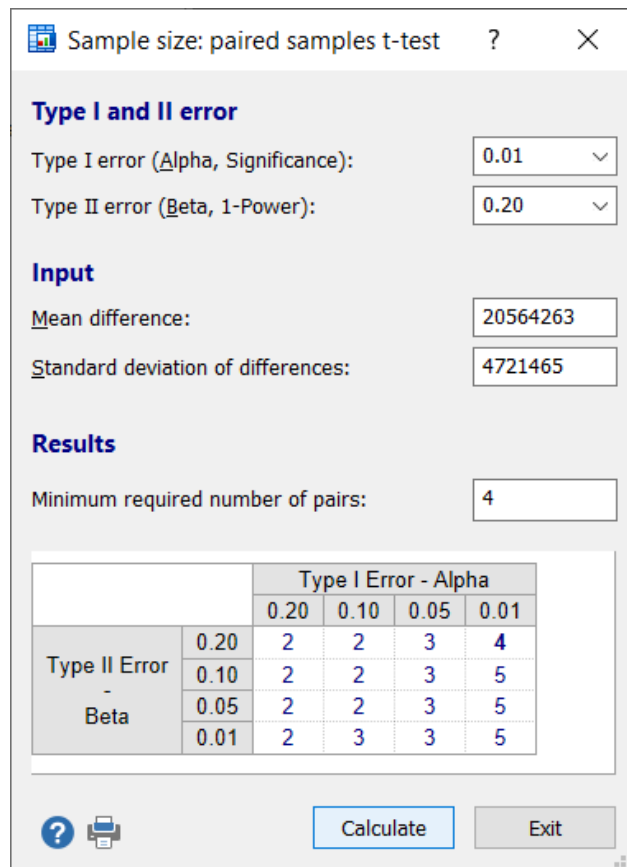 Sample size: paired samples t-test ?
Type I and II error
Type I error (Alpha, Significance): 0.01
Type II error (Beta, 1-Power): 0.20
Input
Mean difference: 20564263
Standard deviation of differences: 4721465
Results
Minimum required number of pairs: 4
Type I Error - Alpha
0.20 0.10 0.05 0.01
Type II Error - Beta
0.20 2 2 3 4
0.10 2 2 3 5
0.05 2 2 3 5
0.01 2 3 3 5
? Calculate Exit